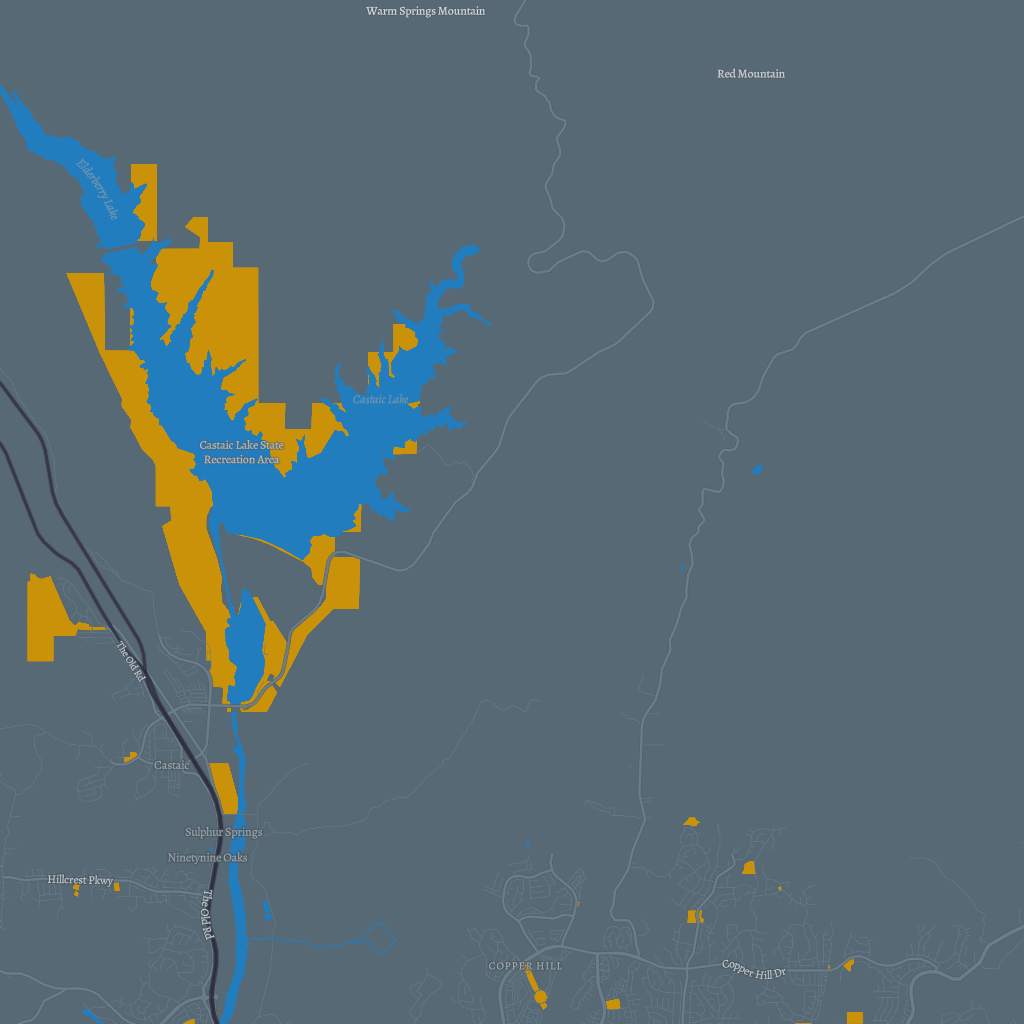 Warm Springs Mountain
Red Mountain
Elderberry Lake
Castaic Lake
Castaic Lake State
Recreation Area
The Old Rd
Castaic
Sulphur Springs
Ninetynine Oaks
Hillcrest Pkwy
The Old Rd
COPPER HILL
Copper Hill Dr